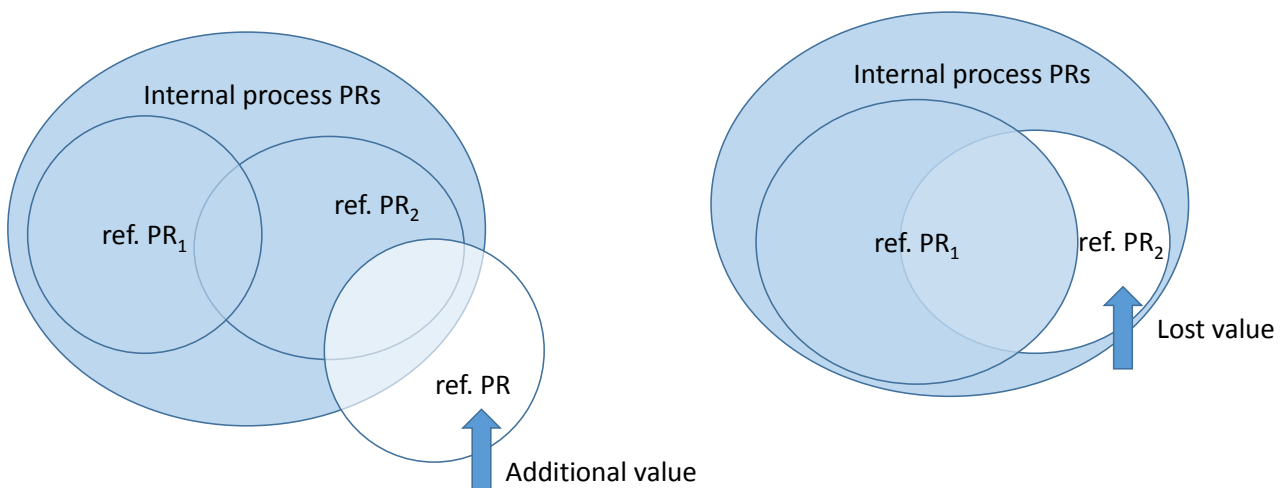 Internal process PRs
ref. PR₁
ref. PR₂
ref. PR
Additional value
Internal process PRs
ref. PR₁
ref. PR₂
Lost value